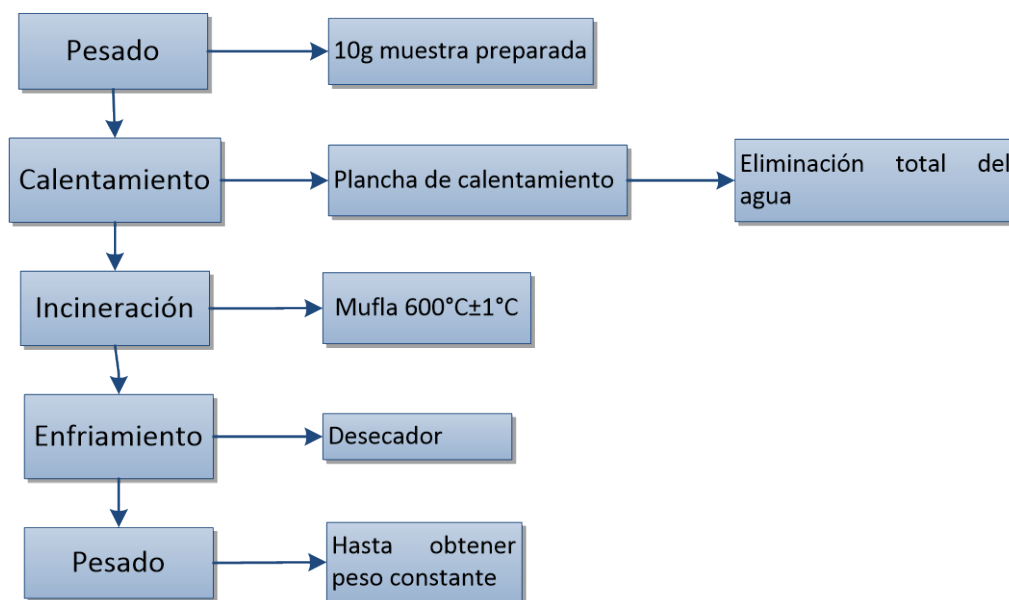 Pesado
10g muestra preparada
Calentamiento
Plancha de calentamiento
Eliminación total del
agua
Incineración
Mufla 600°C±1°C
Enfriamiento
Desecador
Pesado
Hasta obtener
peso constante